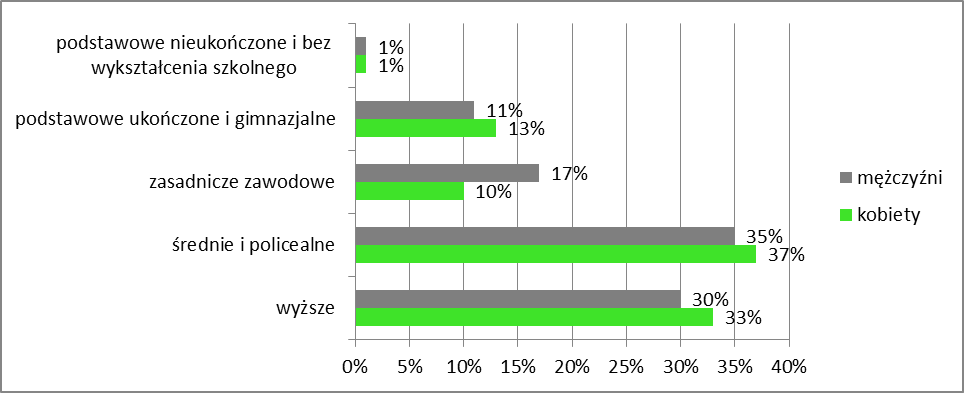 podstawowe nieukończone i bez
wykształcenia szkolnego
1%
1%
podstawowe ukończone i gimnazjalne
11%
13%
zasadnicze zawodowe
17%
10%
średnie i policealne
35%
37%
wyższe
30%
33%
mężczyźni
kobiety
0% 5% 10% 15% 20% 25% 30% 35% 40%